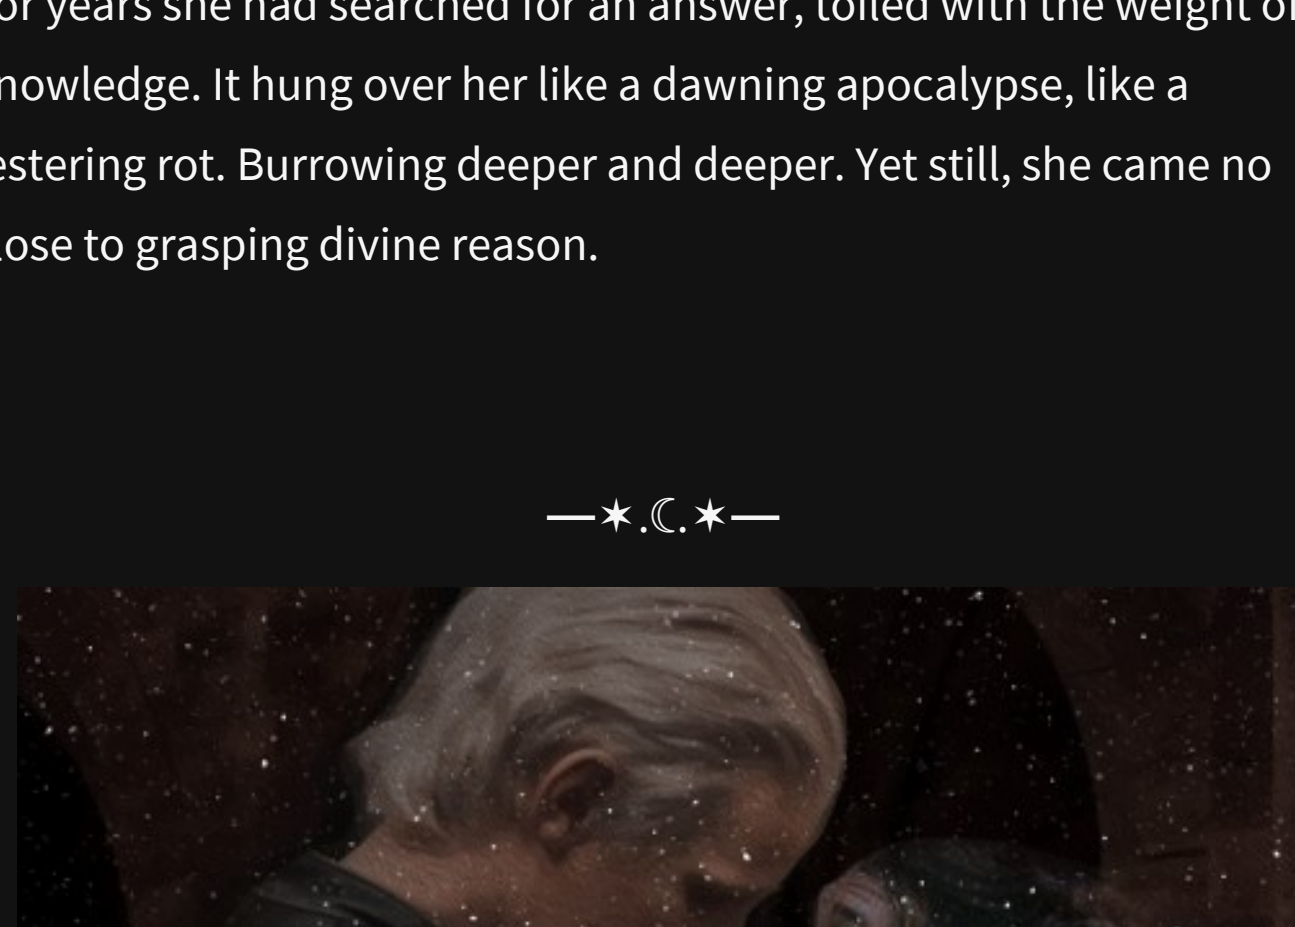 or years she had searched for an answer, toiled with the weight of
nowledge. It hung over her like a dawning apocalypse, like a
estering rot. Burrowing deeper and deeper. Yet still, she came no
lose to grasping divine reason.
—✶.☾.✶—